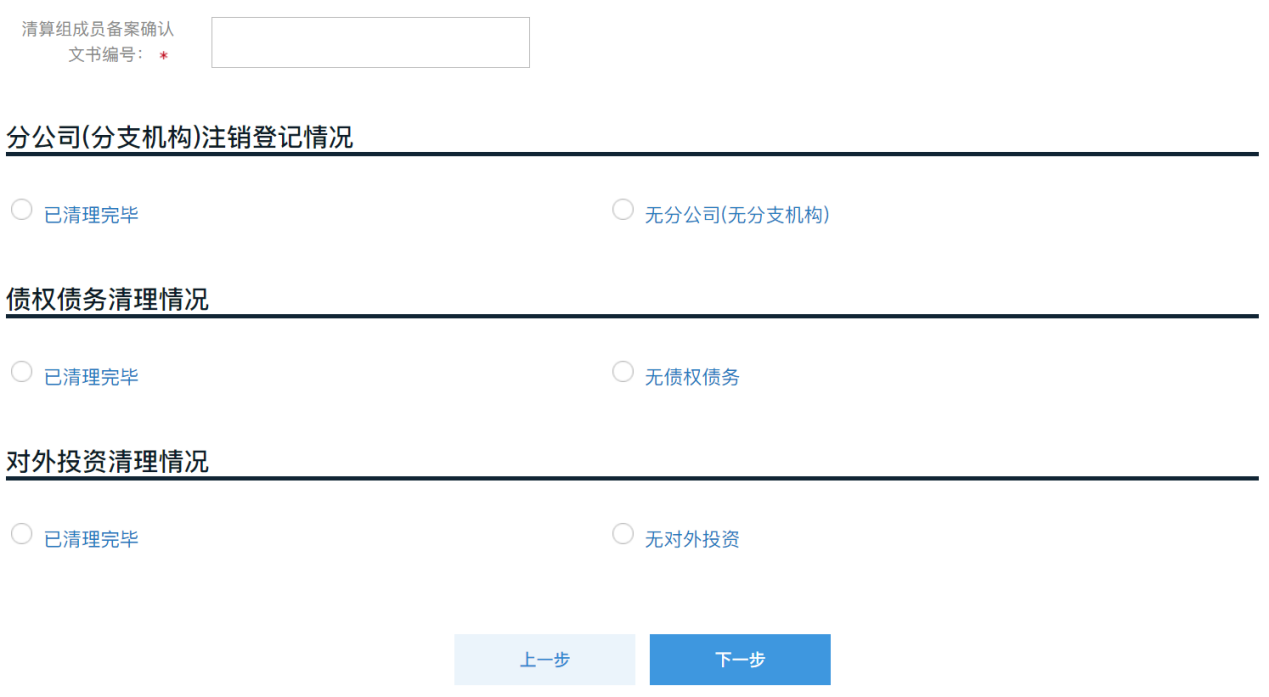 清算组成员备案确认
文书编号： *
分公司(分支机构)注销登记情况
已清理完毕 无分公司(无分支机构)
债权债务清理情况
已清理完毕 无债权债务
对外投资清理情况
已清理完毕 无对外投资
上一步 下一步